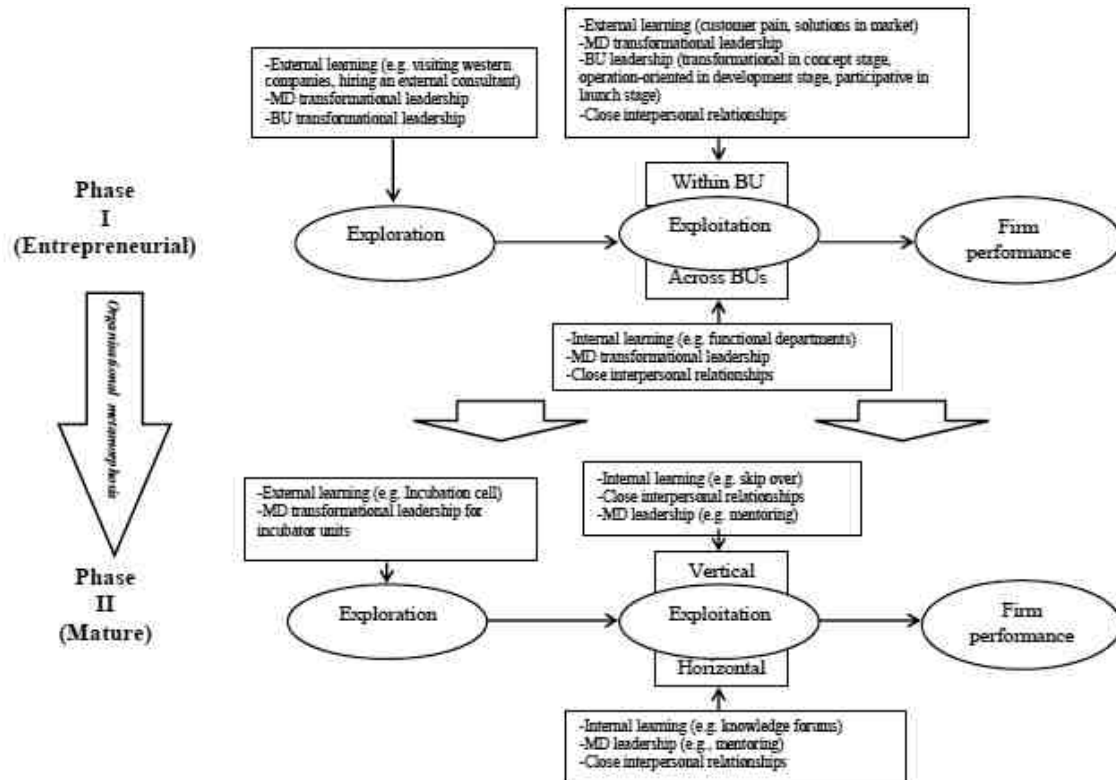 -External learning (e.g. visiting western
companies, hiring an external consultant)
-MD transformational leadership
-BU transformational leadership
-External learning (customer pain, solutions in market)
-MD transformational leadership
-BU leadership (transformational in concept stage,
operation-oriented in development stage, participative in
launch stage)
-Close interpersonal relationships
Phase
I
(Entrepreneurial)
Within BU
Exploration
Exploitation
Firm
performance
Across BUs
-Internal learning (e.g. functional departments)
-MD transformational leadership
-Close interpersonal relationships
Organisational metamorphosis
-External learning (e.g. Incubation cell)
-MD transformational leadership for
incubator units
-Internal learning (e.g. skip over)
-Close interpersonal relationships
-MD leadership (e.g. mentoring)
Phase
II
(Mature)
Vertical
Exploration
Exploitation
Firm
performance
Horizontal
-Internal learning (e.g. knowledge forums)
-MD leadership (e.g., mentoring)
-Close interpersonal relationships